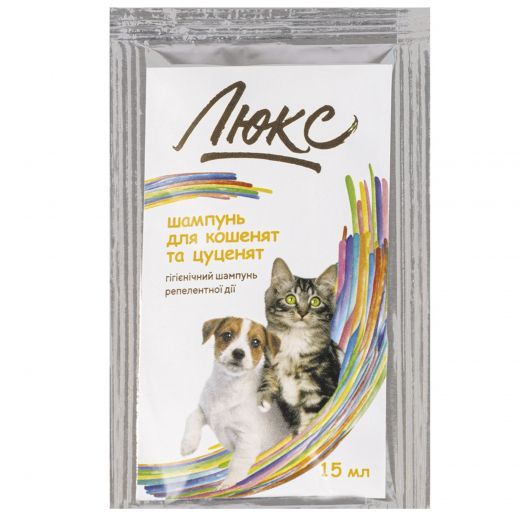 Люкс
шампунь
для кошенят
та цуценят
гігієнічний шампунь
репелентної дії
15 мл